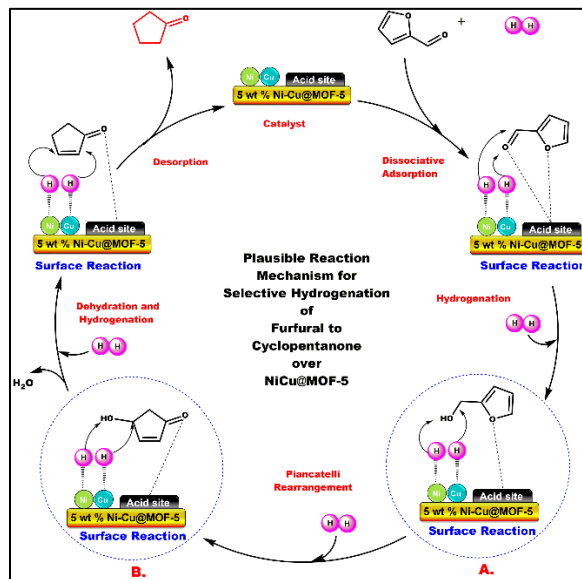 O
O
O
+
H H
Ni Cu Acid site
5 wt % Ni-Cu@MOF-5
Catalyst
Desorption
Dissociative
Adsorption
O
H H
Ni Cu Acid site
5 wt % Ni-Cu@MOF-5
Surface Reaction
O
O
H H
Ni Cu Acid site
5 wt % Ni-Cu@MOF-5
Surface Reaction
Plausible Reaction
Mechanism for
Selective Hydrogenation
of
Furfural to
Cyclopentanone
over
NiCu@MOF-5
Dehydration and
Hydrogenation
H H
H2O
Hydrogenation
H H
HO
O
H H
Ni Cu Acid site
5 wt % Ni-Cu@MOF-5
Surface Reaction
B.
Piancatelli
Rearrangement
H H
HO
O
H H
Ni Cu Acid site
5 wt % Ni-Cu@MOF-5
Surface Reaction
A.